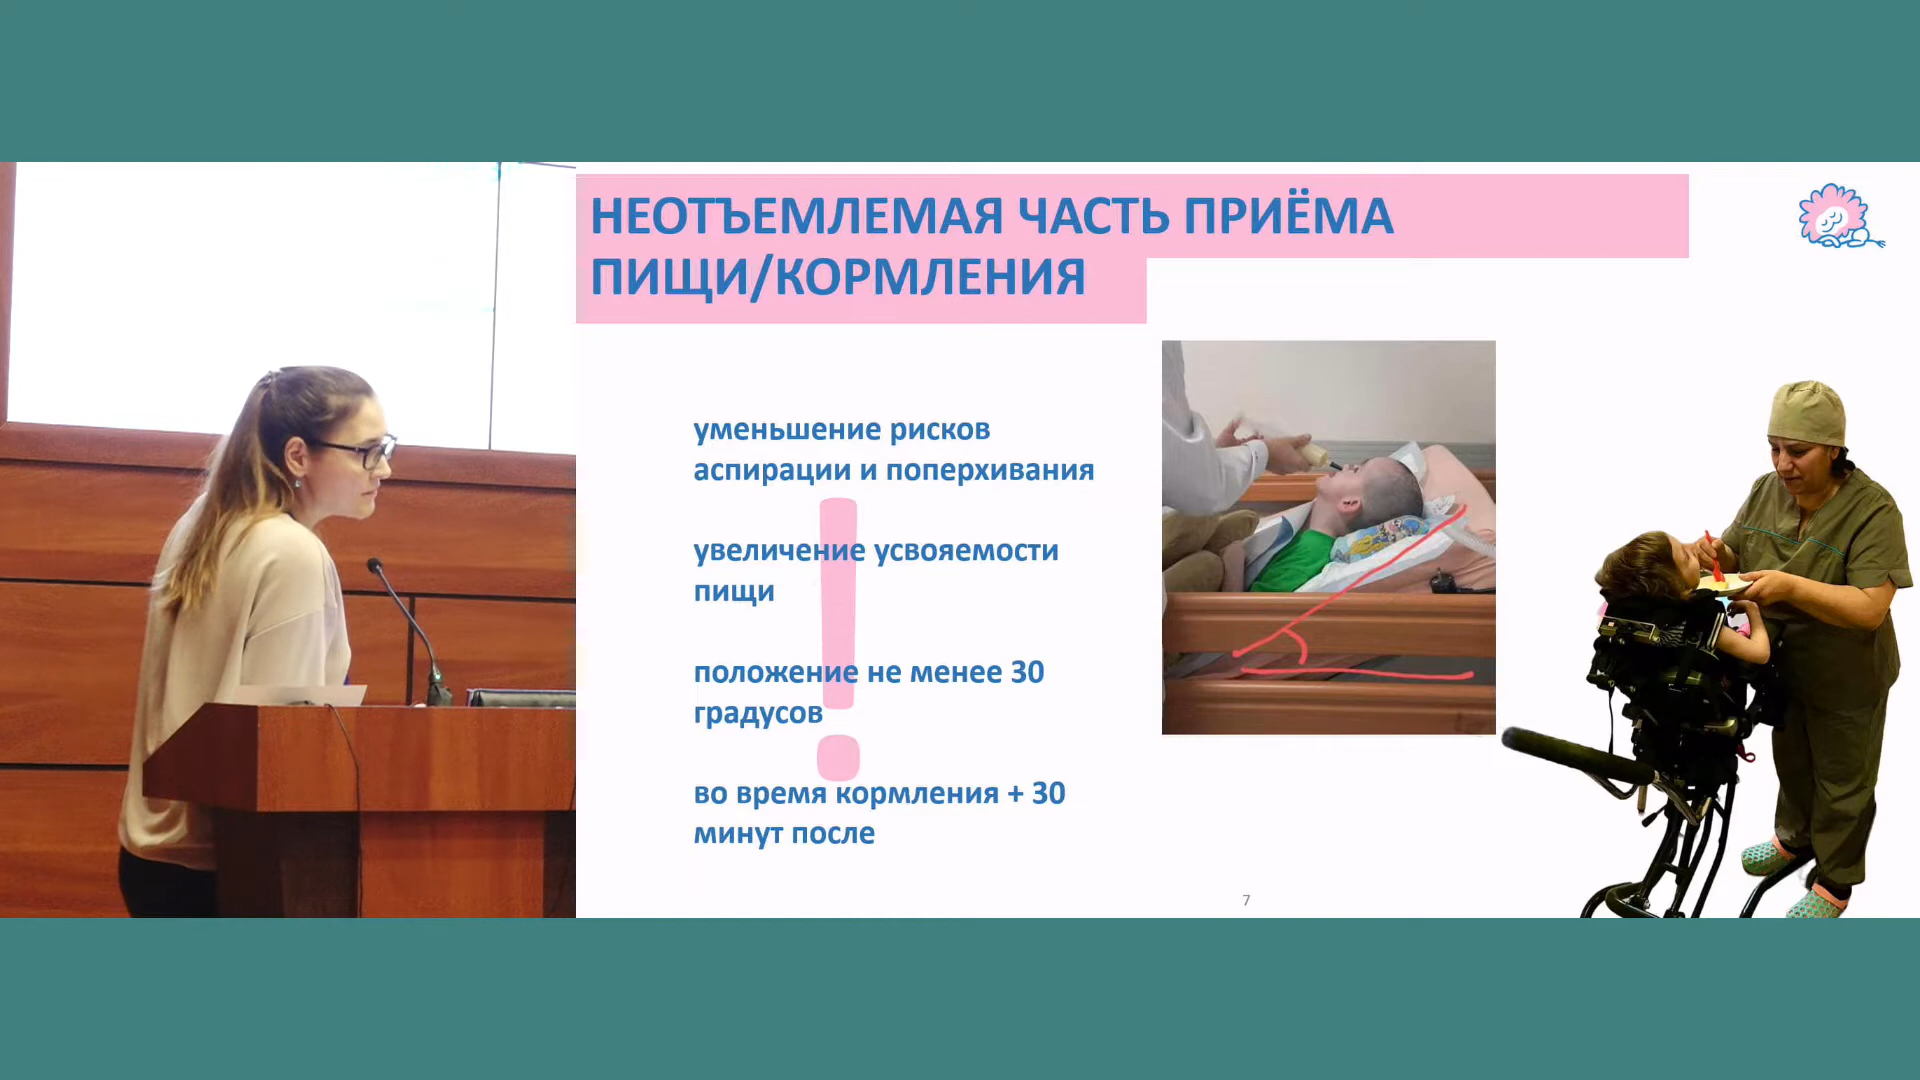 НЕОТЪЕМЛЕМАЯ ЧАСТЬ ПРИЁМА
ПИЩИ/КОРМЛЕНИЯ
уменьшение рисков
аспирации и поперхивания
увеличение усвояемости
пищи
положение не менее 30
градусов
во время кормления + 30
минут после
7